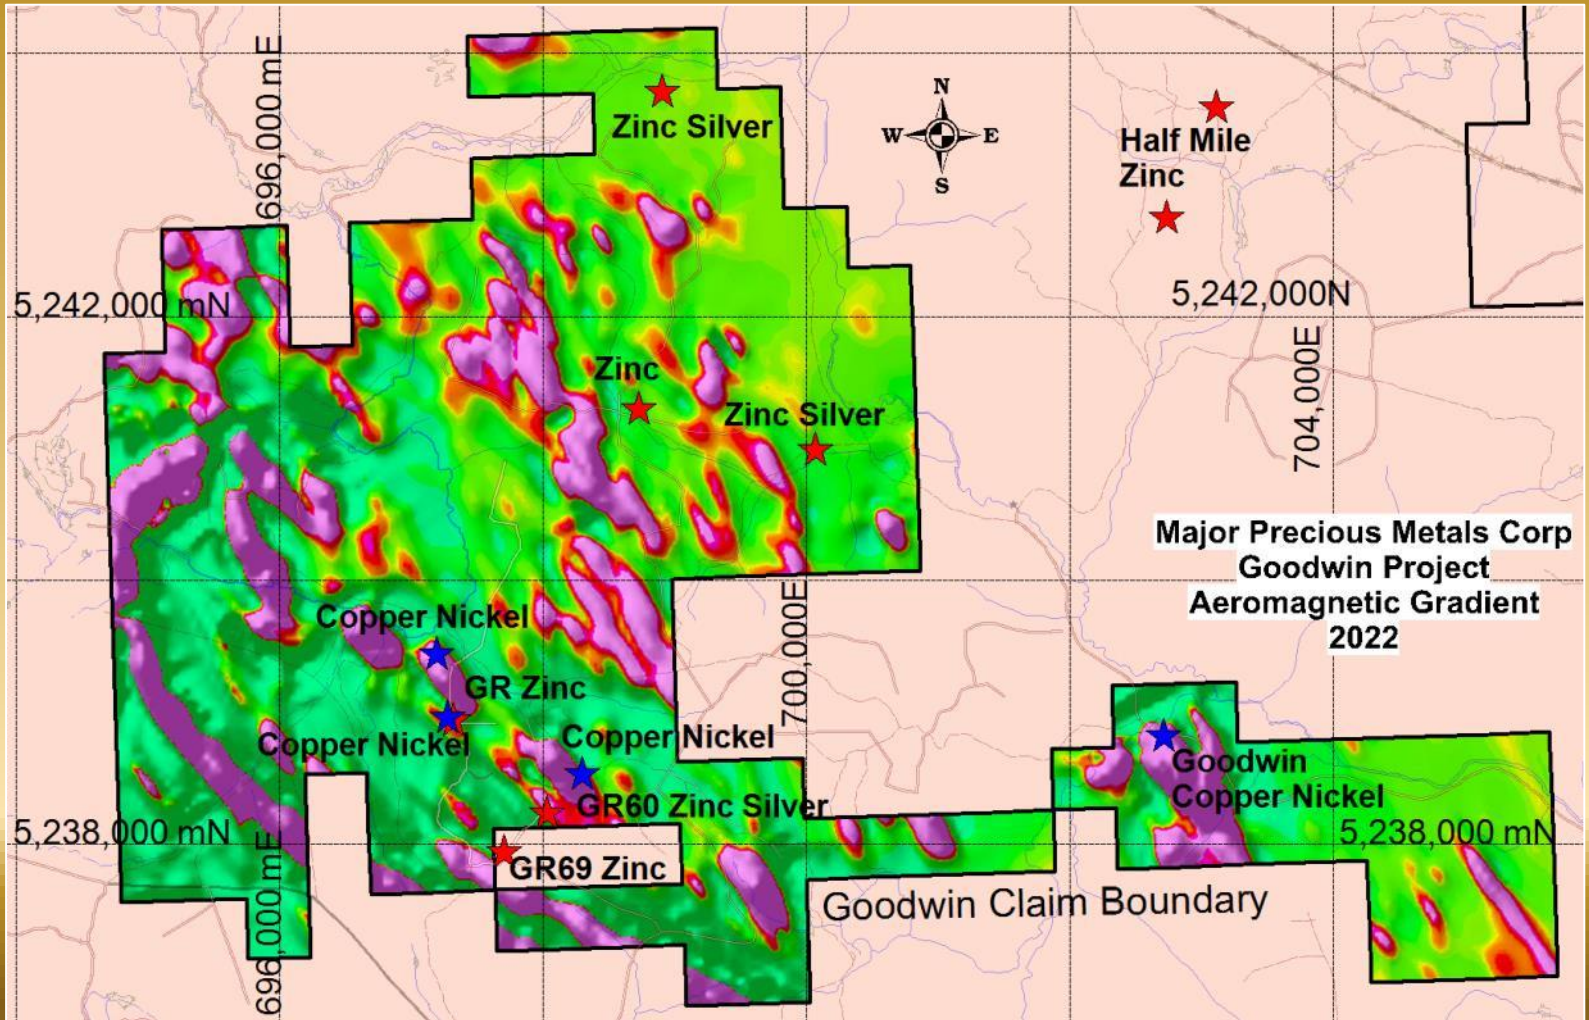 696,000 mE
Zinc Silver
N
W
E
S
Half Mile
Zinc
5,242,000 mN
5,242,000N
704,000E
Zinc
Zinc Silver
Major Precious Metals Corp
Goodwin Project
Aeromagnetic Gradient
2022
Copper Nickel
700,000E
GR Zinc
Copper Nickel
Copper Nickel
Goodwin
Copper Nickel
GR60 Zinc Silver
5,238,000 mN
5,238,000 mN
GR69 Zinc
696,000 mE
Goodwin Claim Boundary